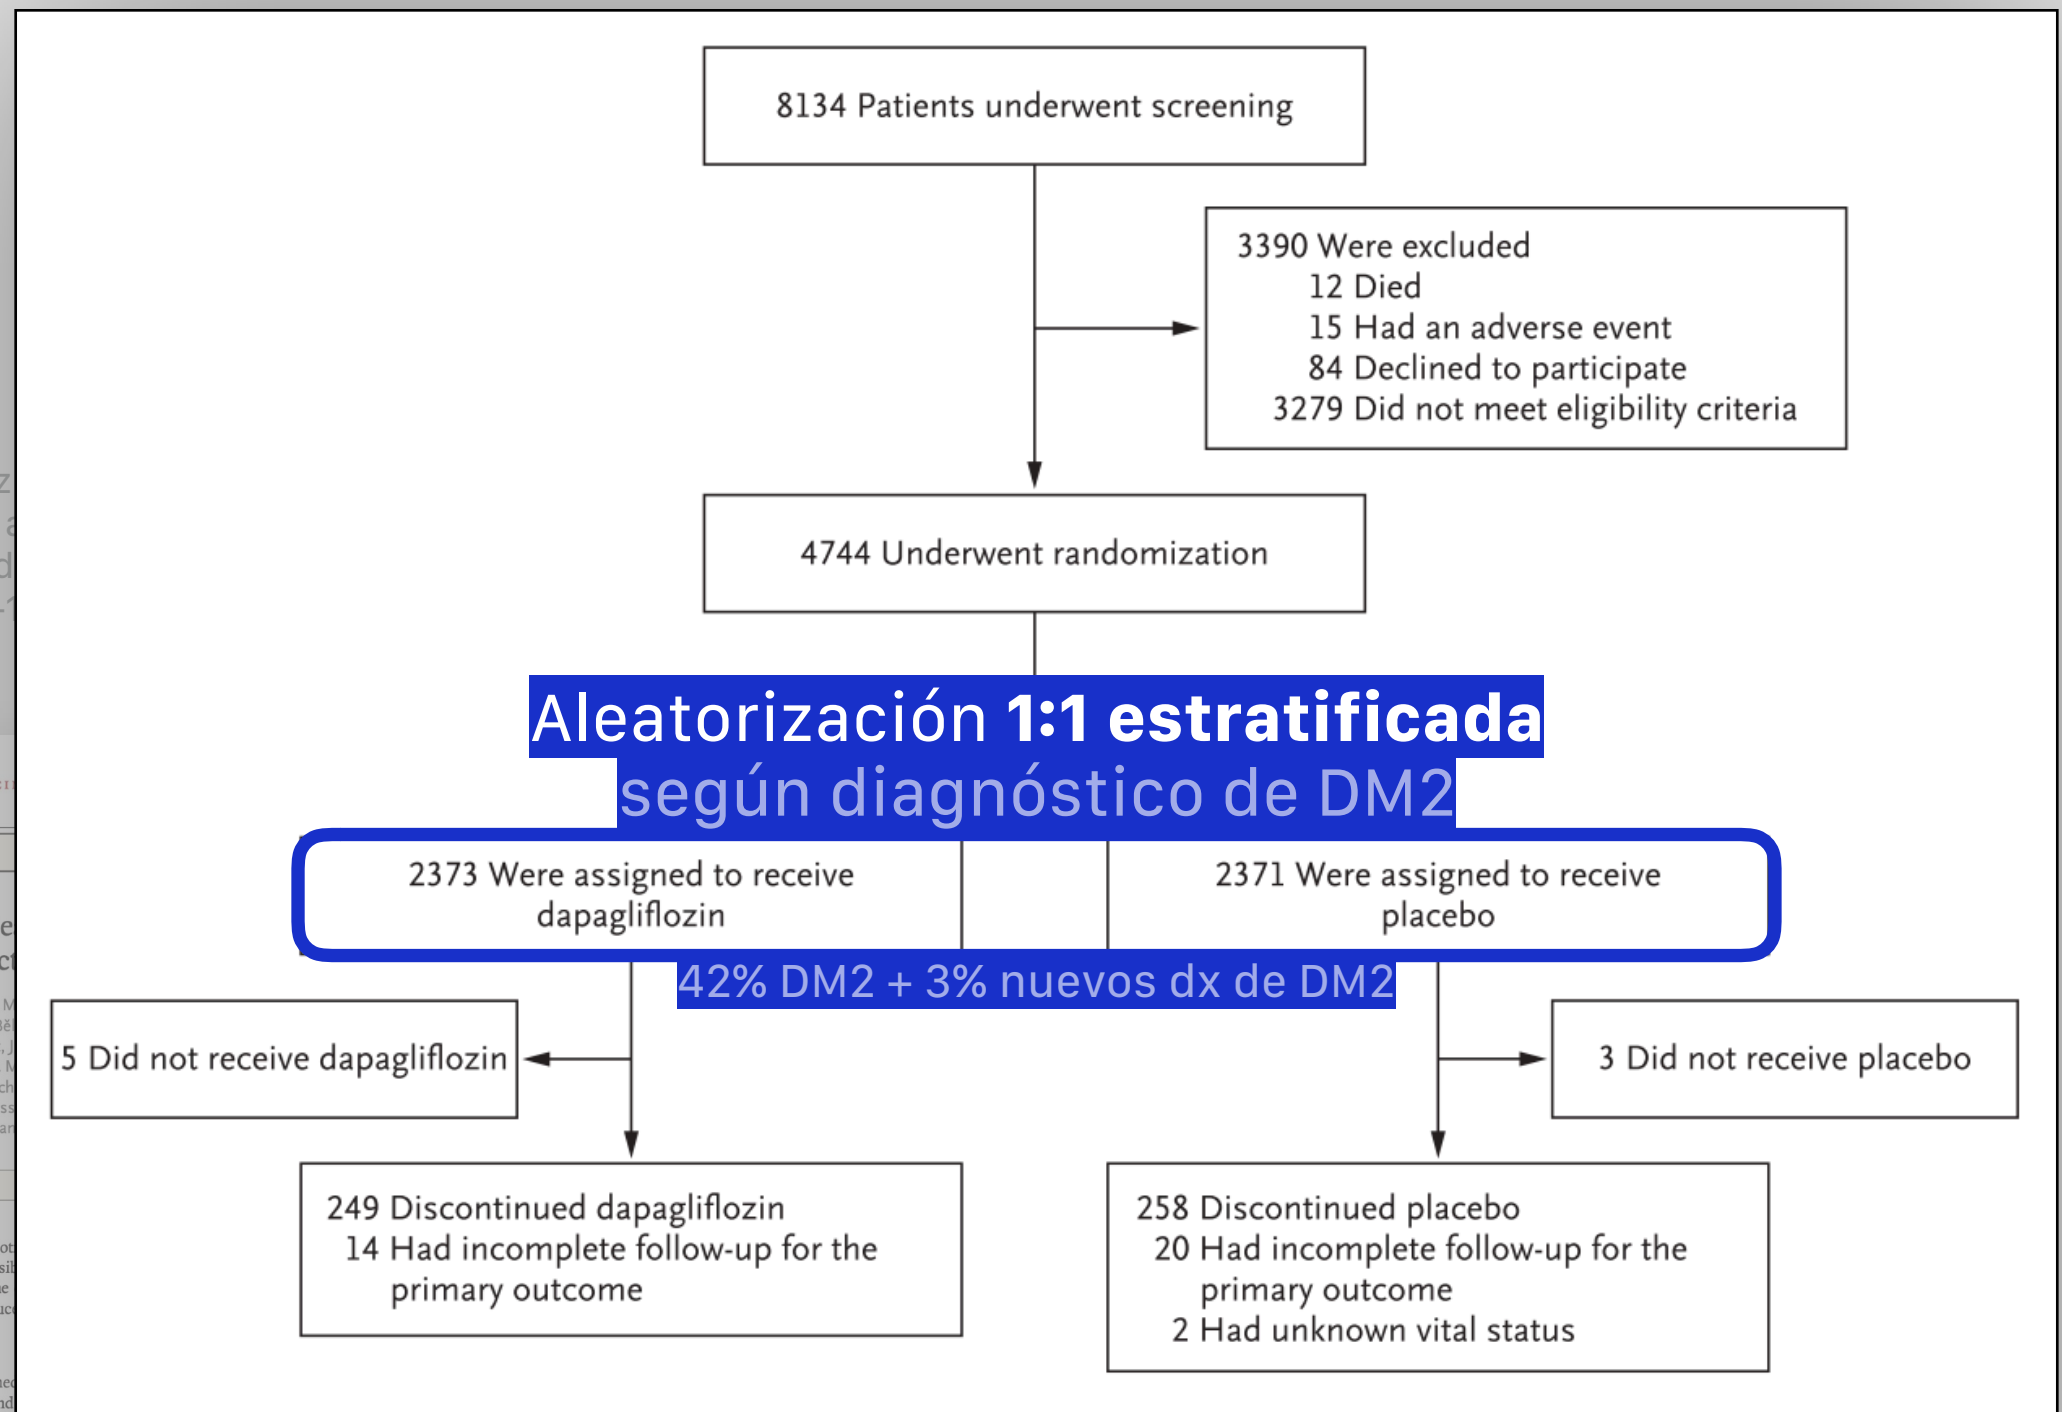 8134 Patients underwent screening
3390 Were excluded
12 Died
15 Had an adverse event
84 Declined to participate
3279 Did not meet eligibility criteria
4744 Underwent randomization
Aleatorización 1:1 estratificada
según diagnóstico de DM2
2373 Were assigned to receive
dapagliflozin
2371 Were assigned to receive
placebo
42% DM2 + 3% nuevos dx de DM2
5 Did not receive dapagliflozin
3 Did not receive placebo
249 Discontinued dapagliflozin
14 Had incomplete follow-up for the
primary outcome
258 Discontinued placebo
20 Had incomplete follow-up for the
primary outcome
2 Had unknown vital status